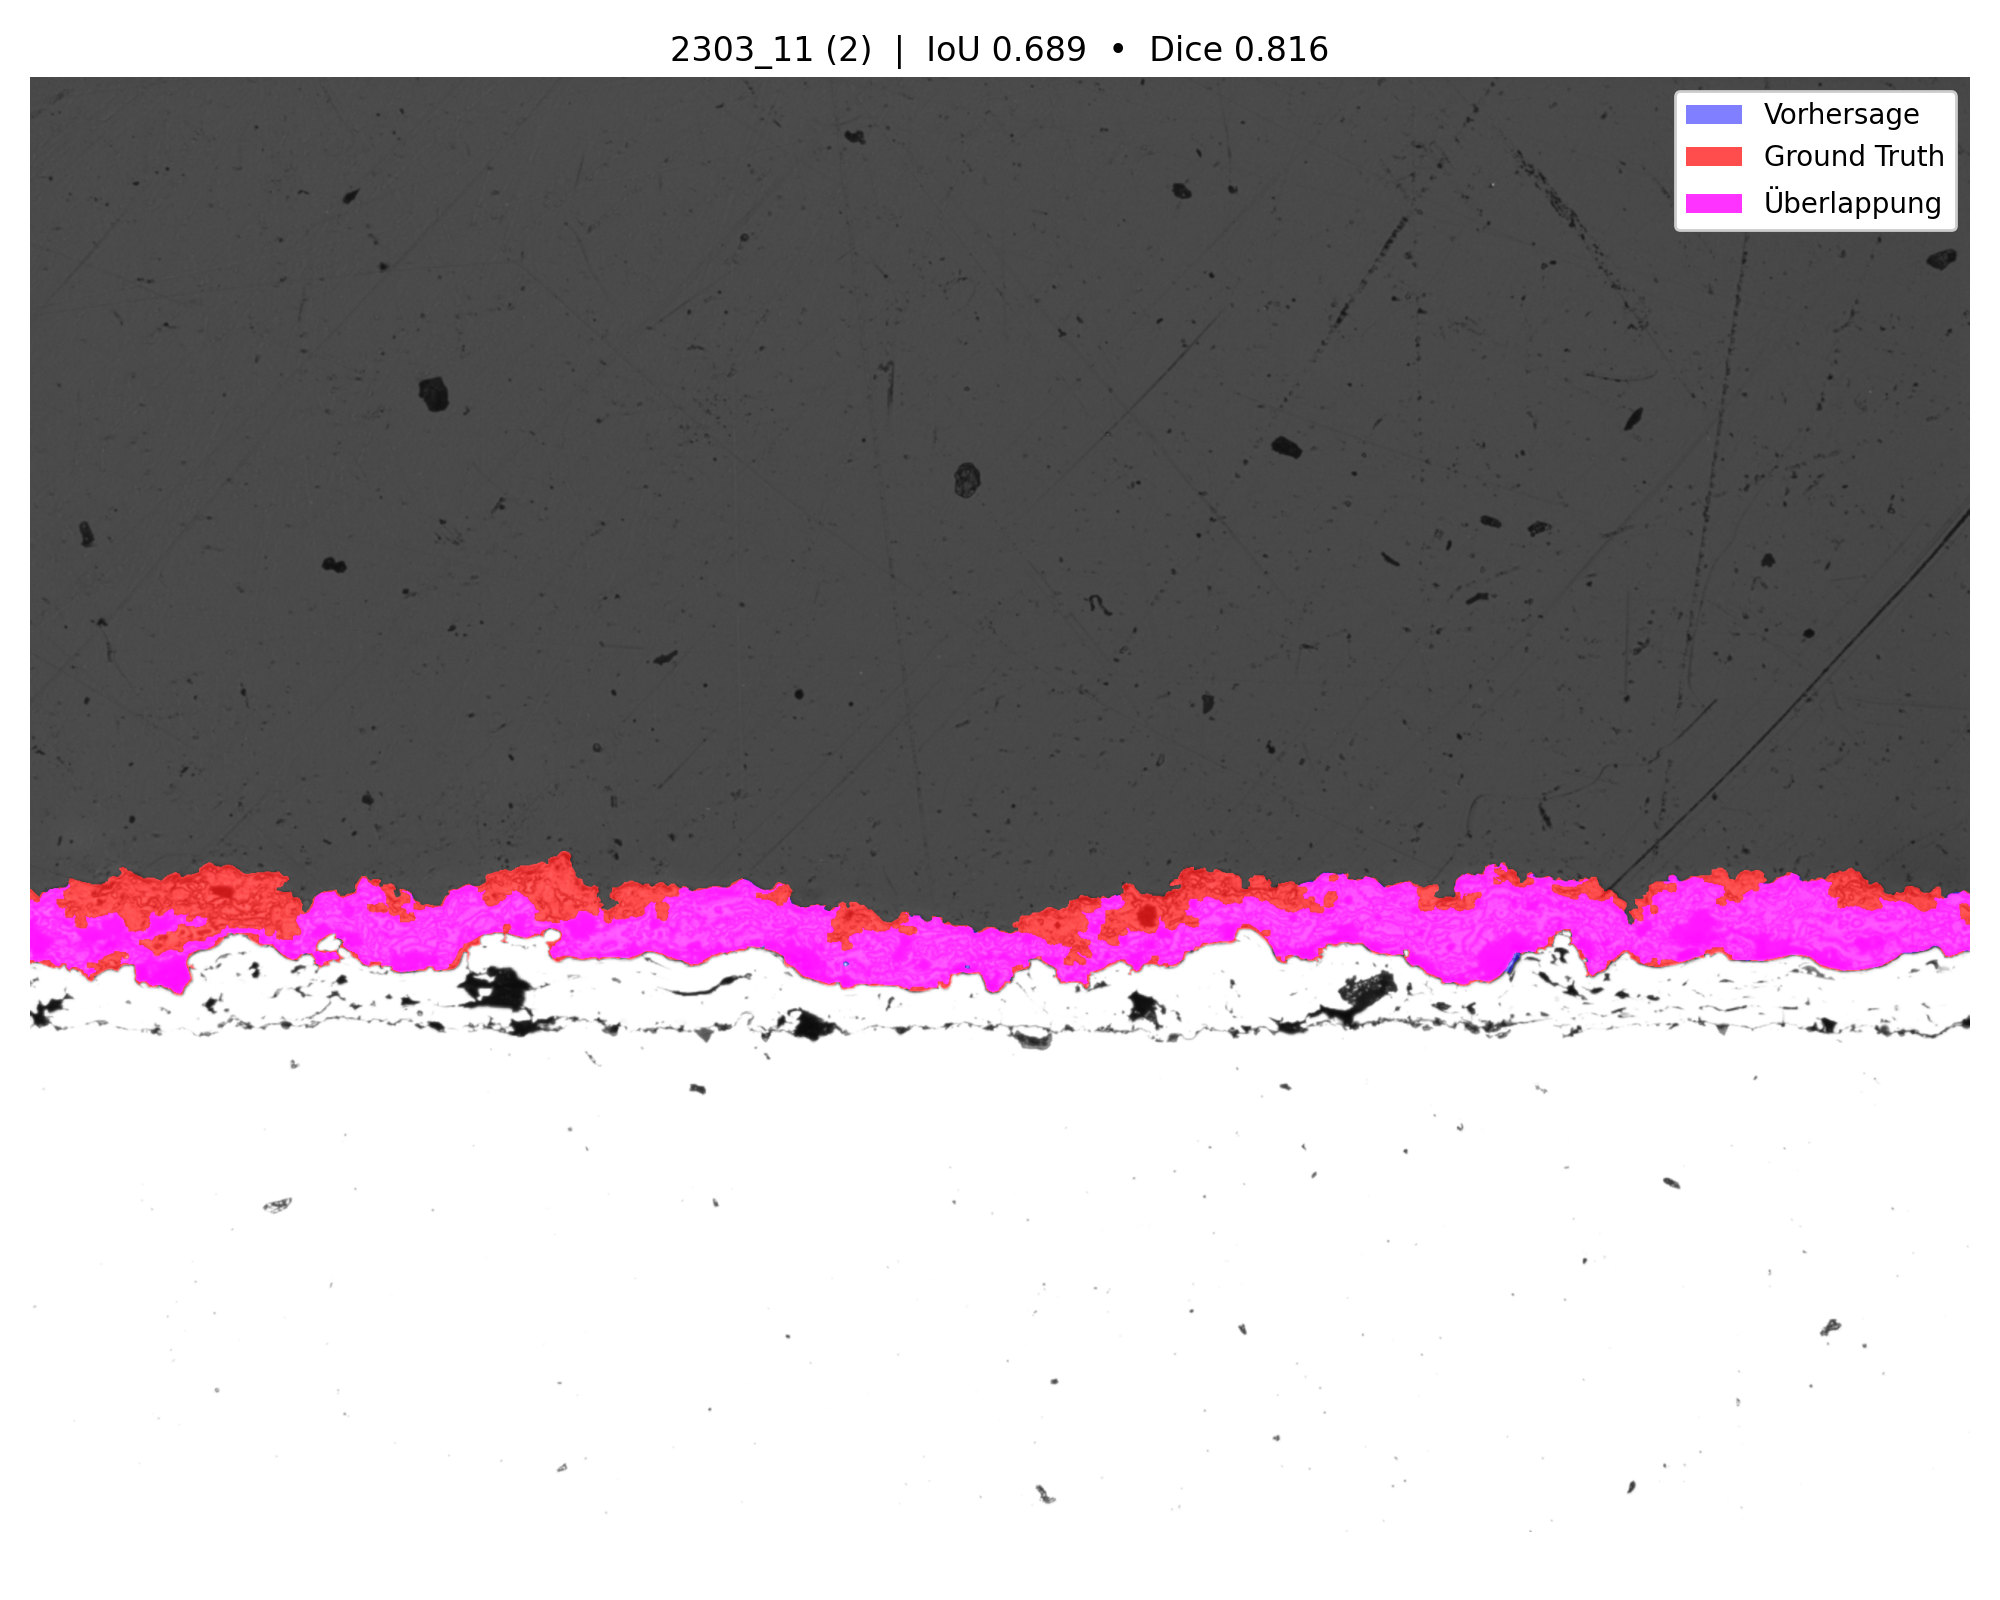 2303_11 (2) | IoU 0.689 • Dice 0.816
Vorhersage
Ground Truth
Überlappung